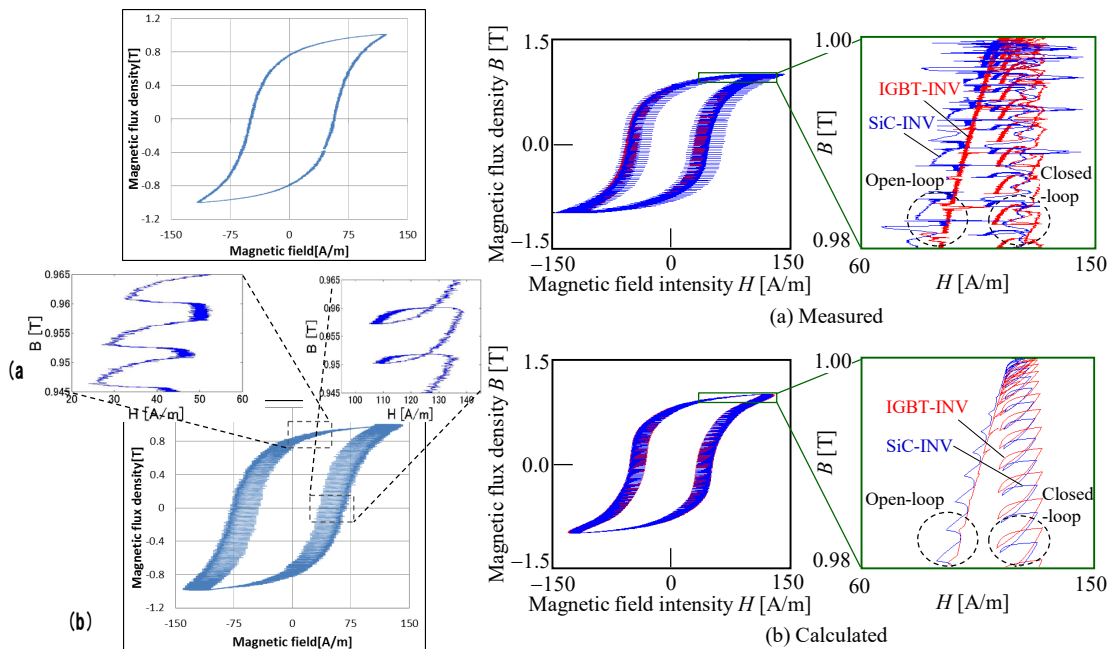 1.2
0.8
0.4
0
-0.4
-0.8
-1.2
Magnetic flux density[T]
-150 -75 0 75 150
Magnetic field[A/m]
0.965
0.96
0.955
0.95
0.945
B [T]
20 30 40 50 60
H [A/m]
0.965
0.96
0.955
0.95
0.945
B [T]
100 110 120 130 140
H [A/m]
(a
0.8
0.4
0
-0.4
-0.8
-1.2
Magnetic flux density[T]
-150 -75 0 75 150
Magnetic field[A/m]
(b)
1.5
0.0
−1.5
Magnetic flux density B [T]
−150 0 150
Magnetic field intensity H [A/m]
1.00
0.98
B [T]
IGBT-INV
SiC-INV
Open-loop
Closed
-loop
60 150
H [A/m]
(a) Measured
1.5
0.0
−1.5
Magnetic flux density B [T]
−150 0 150
Magnetic field intensity H [A/m]
1.00
0.98
B [T]
IGBT-INV
SiC-INV
Open-loop
Closed
-loop
60 150
H [A/m]
(b) Calculated